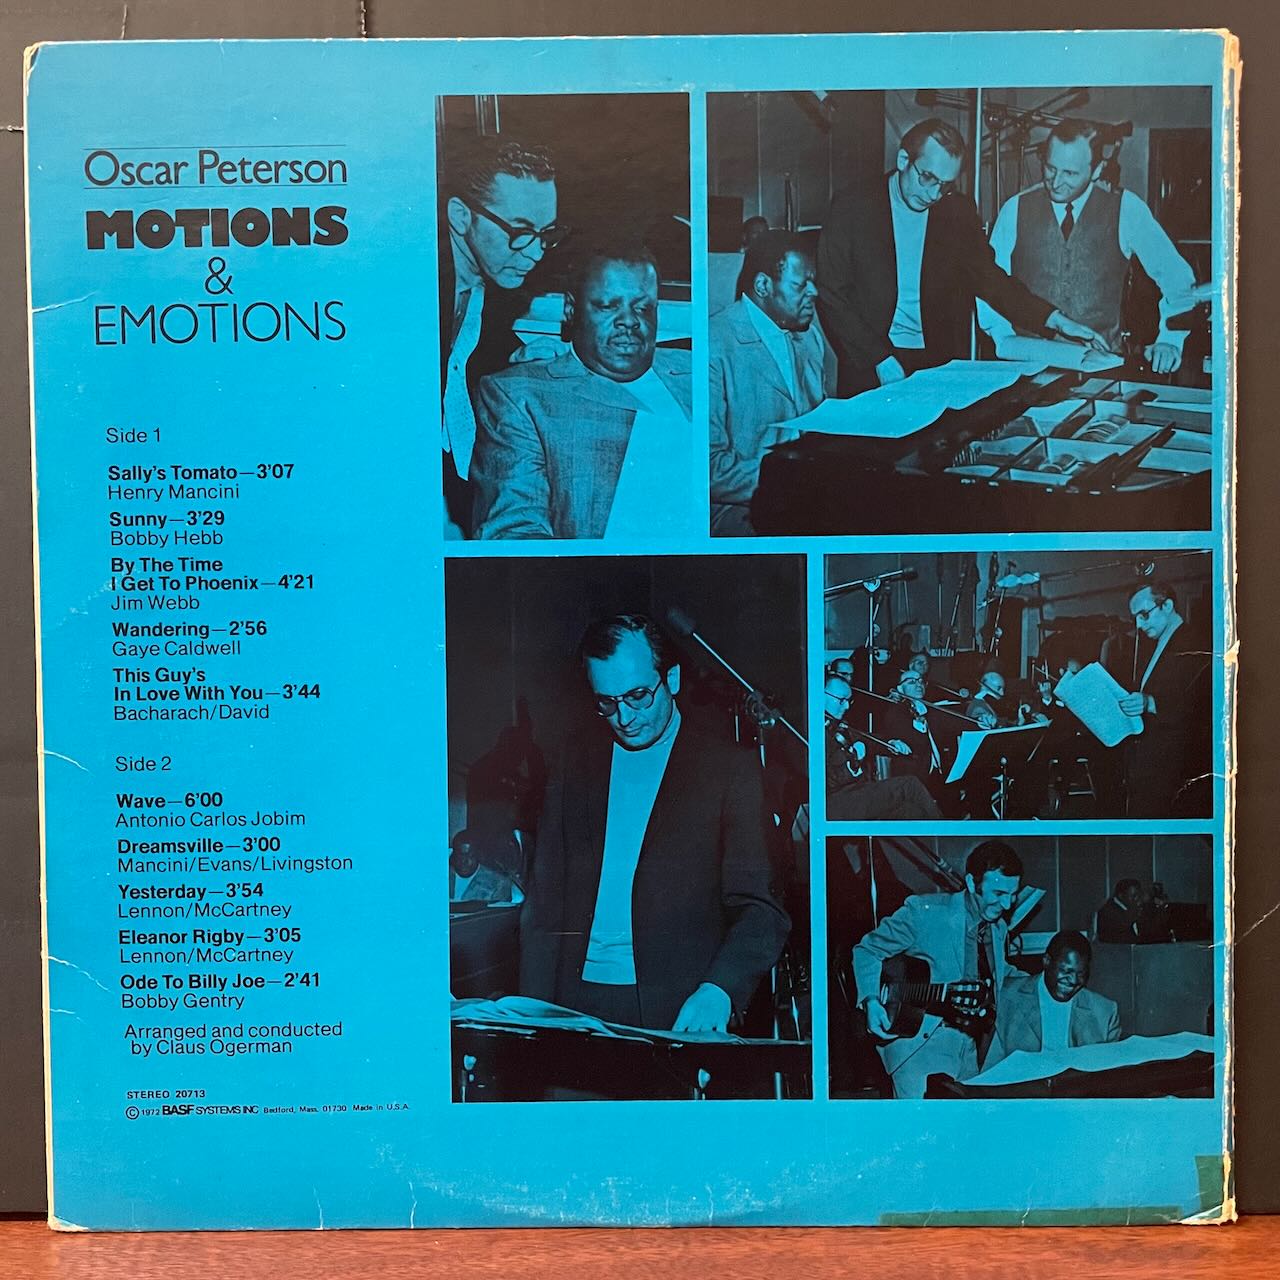 Oscar Peterson
MOTIONS
&
EMOTIONS
Side 1
Sally's Tomato—3'07
Henry Mancini
Sunny—3'29
Bobby Hebb
By The Time
I Get To Phoenix—4'21
Jim Webb
Wandering—2'56
Gaye Caldwell
This Guy's
In Love With You—3'44
Bacharach/David
Side 2
Wave—6'00
Antonio Carlos Jobim
Dreamsville—3'00
Mancini/Evans/Livingston
Yesterday—3'54
Lennon/McCartney
Eleanor Rigby—3'05
Lennon/McCartney
Ode To Billy Joe—2'41
Bobby Gentry
Arranged and conducted
by Claus Ogerman
STEREO 20713
©1972 BASF SYSTEMS INC Bedford, Mass. 01730 Made in U.S.A.